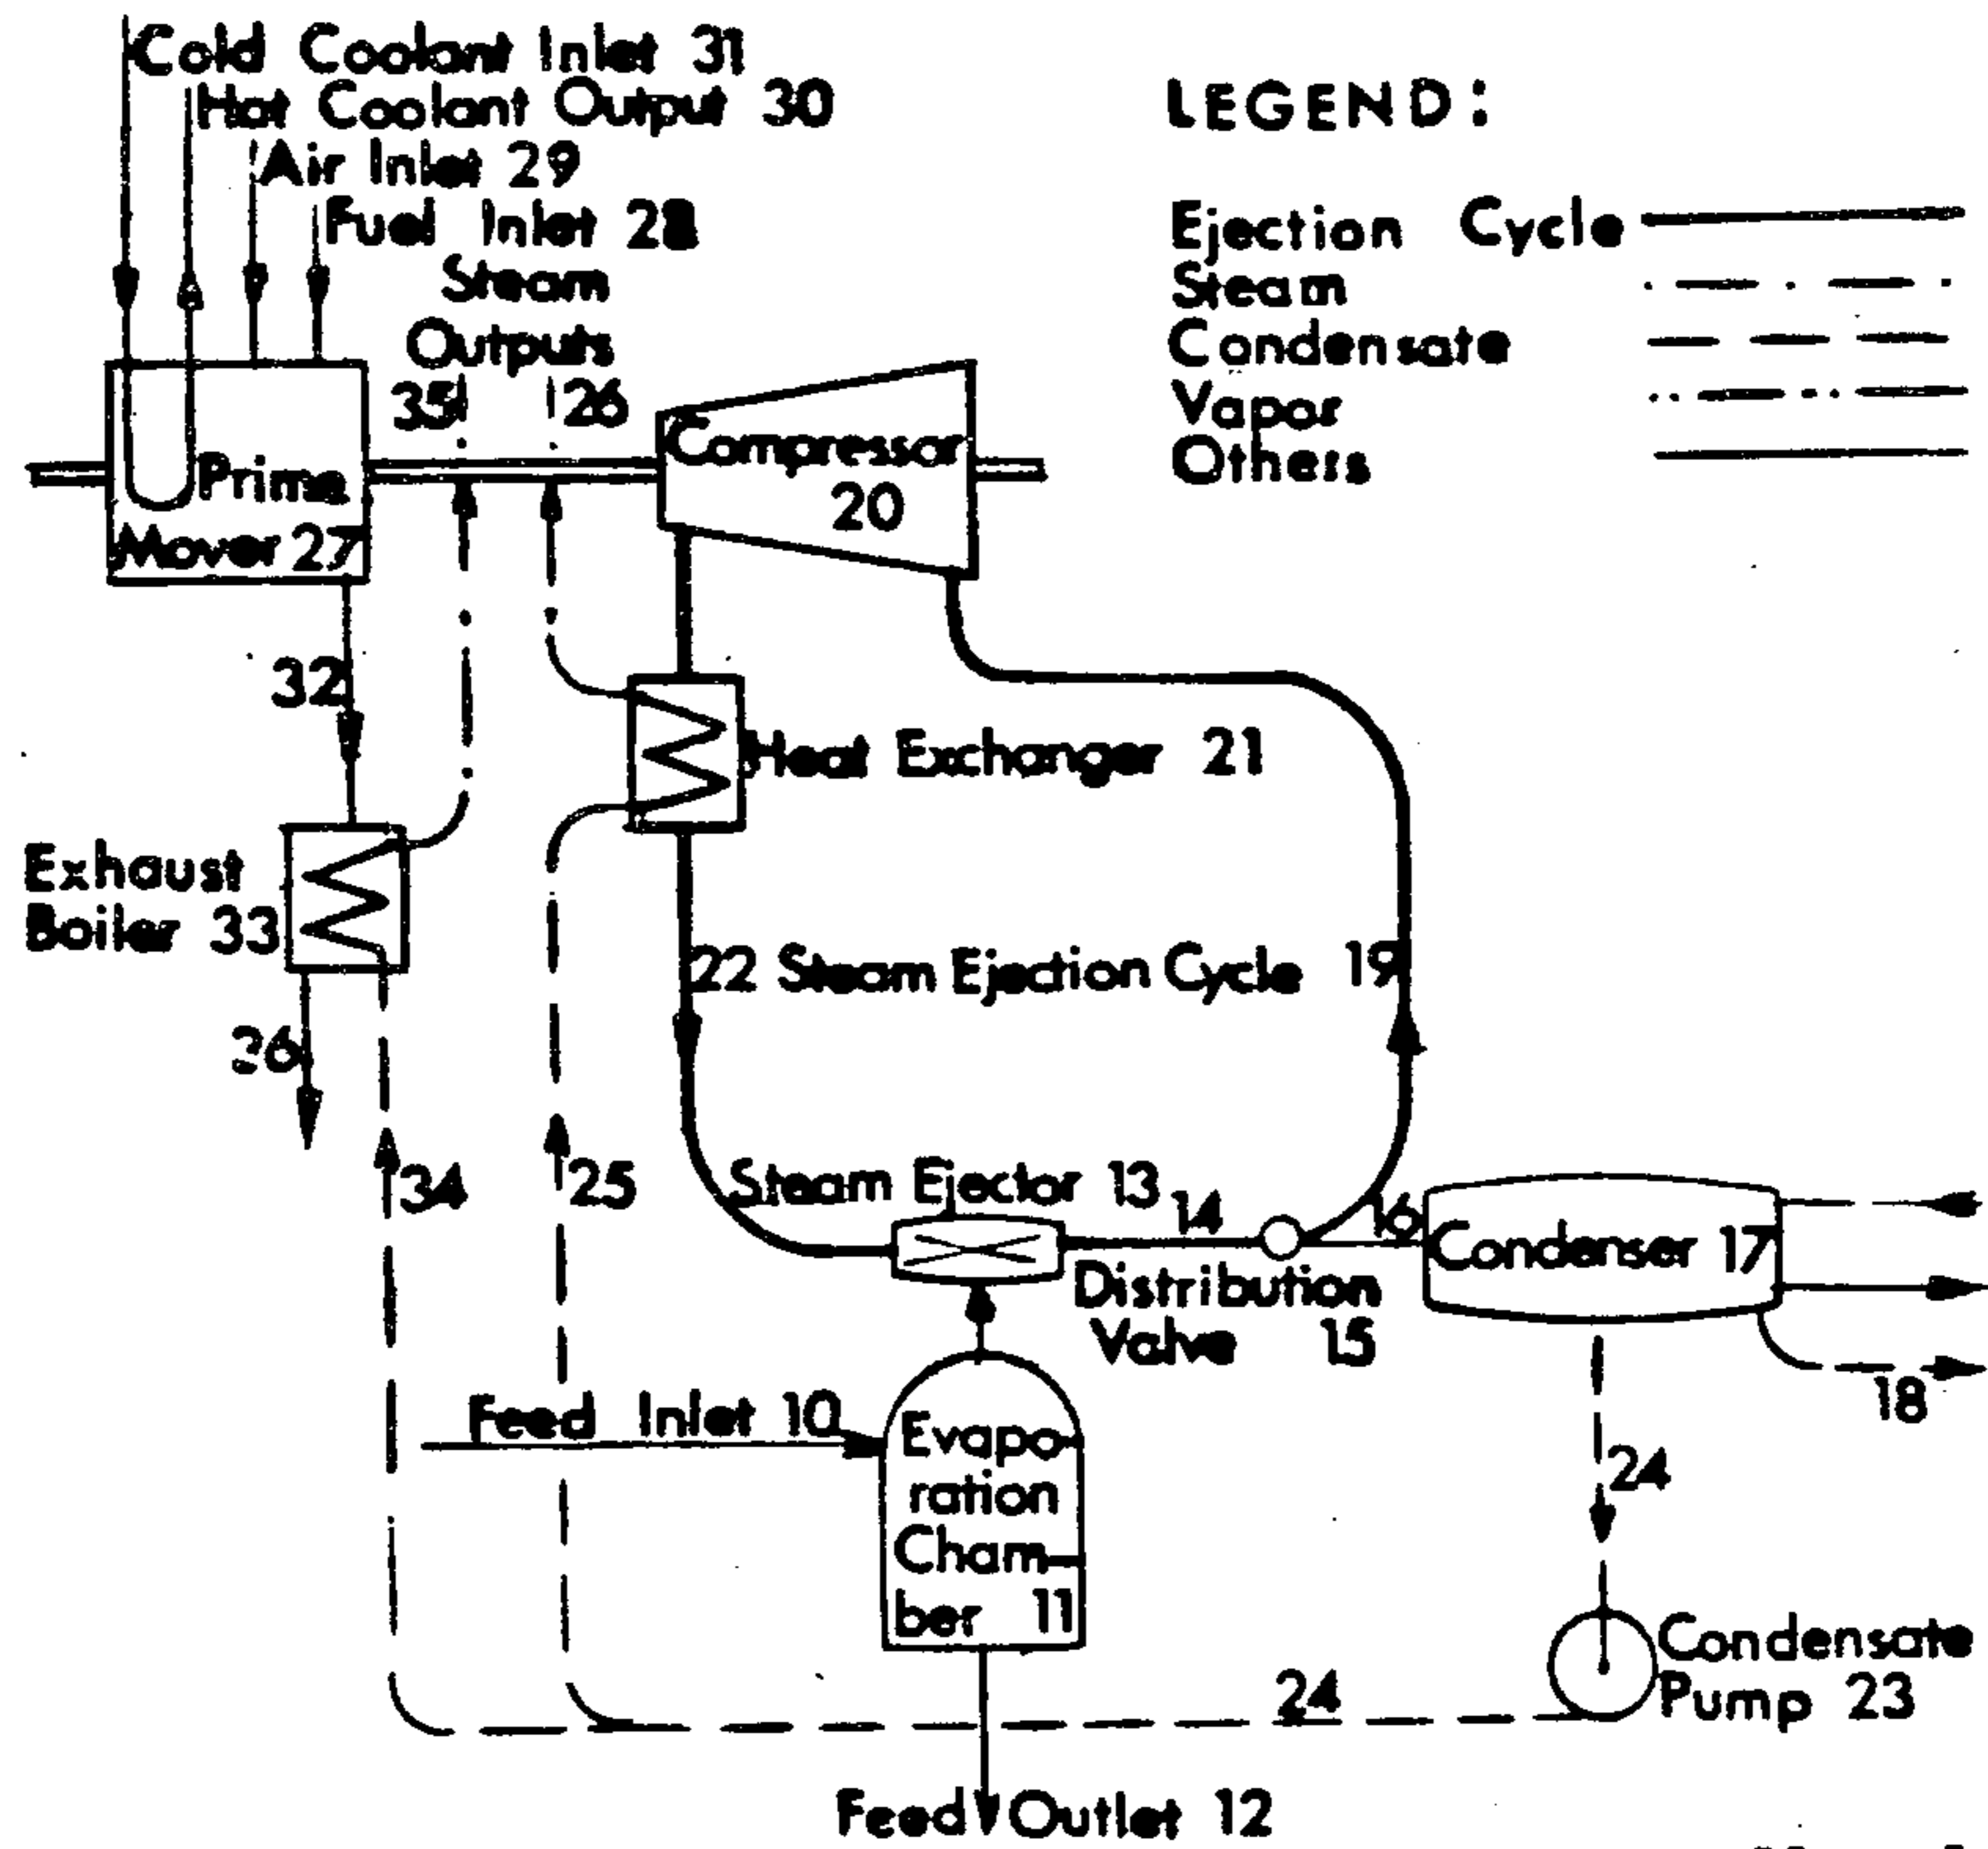 Cold Coolant Inlet 31
Hot Coolant Output 30
Air Inlet 29
Fuel Inlet 28
Steam
Outputs
35
26
LEGEND:
Ejection Cycle
Steam
Condensate
Vapor
Others
Prime
Mover 27
Compressor
20
32
Heat Exchanger 21
Exhaust
Boiler 33
22 Steam Ejection Cycle 19
36
34
25
Steam Ejector 13
14
16
Condenser 17
Distribution
Valve 15
18
Feed Inlet 10
Evapo-
ration
Cham-
ber 11
24
Condensate
Pump 23
24
Feed Outlet 12